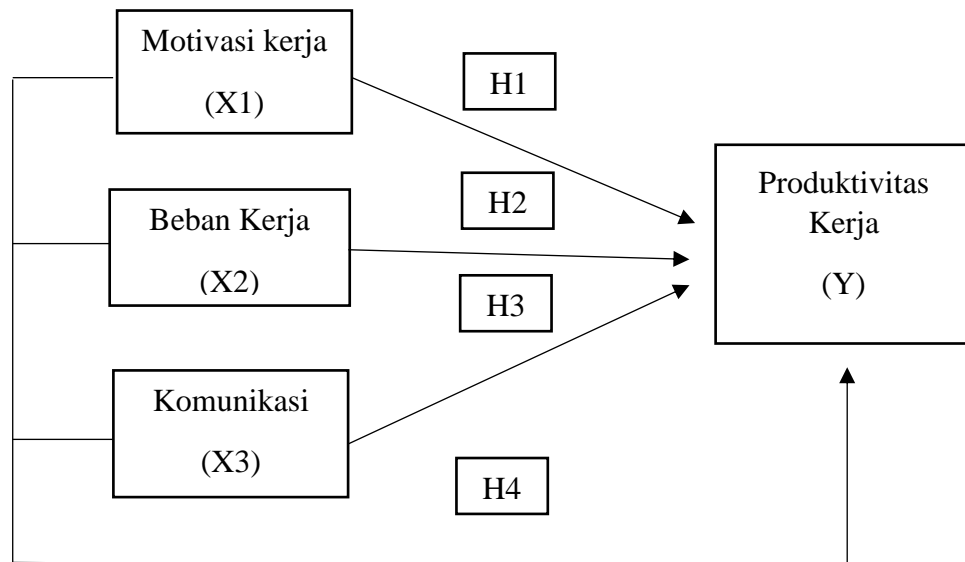 Motivasi kerja
(X1)
H1
H2
Produktivitas
Kerja
(Y)
Beban Kerja
(X2)
H3
Komunikasi
(X3)
H4